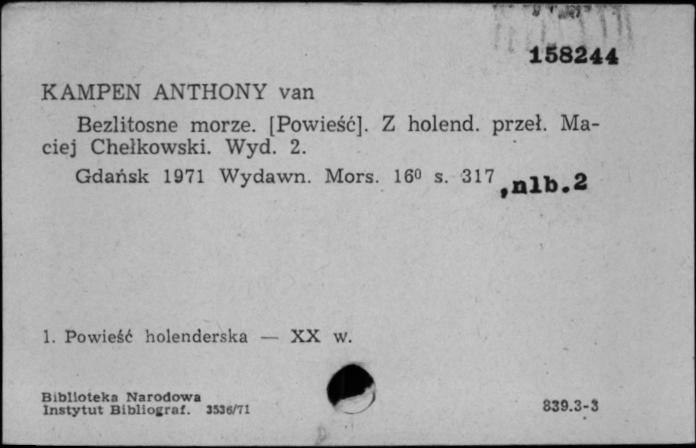 158244
KAMPEN ANTHONY van
Bezlitosne morze. [Powieść]. Z holend. przeł. Ma-
ciej Chełkowski. Wyd. 2.
Gdańsk 1971 Wydawn. Mors. 16⁰ s. 317 ,nlb.2
1. Powieść holenderska — XX w.
Biblioteka Narodowa
Instytut Bibliograf. 3536/71
839.3-3